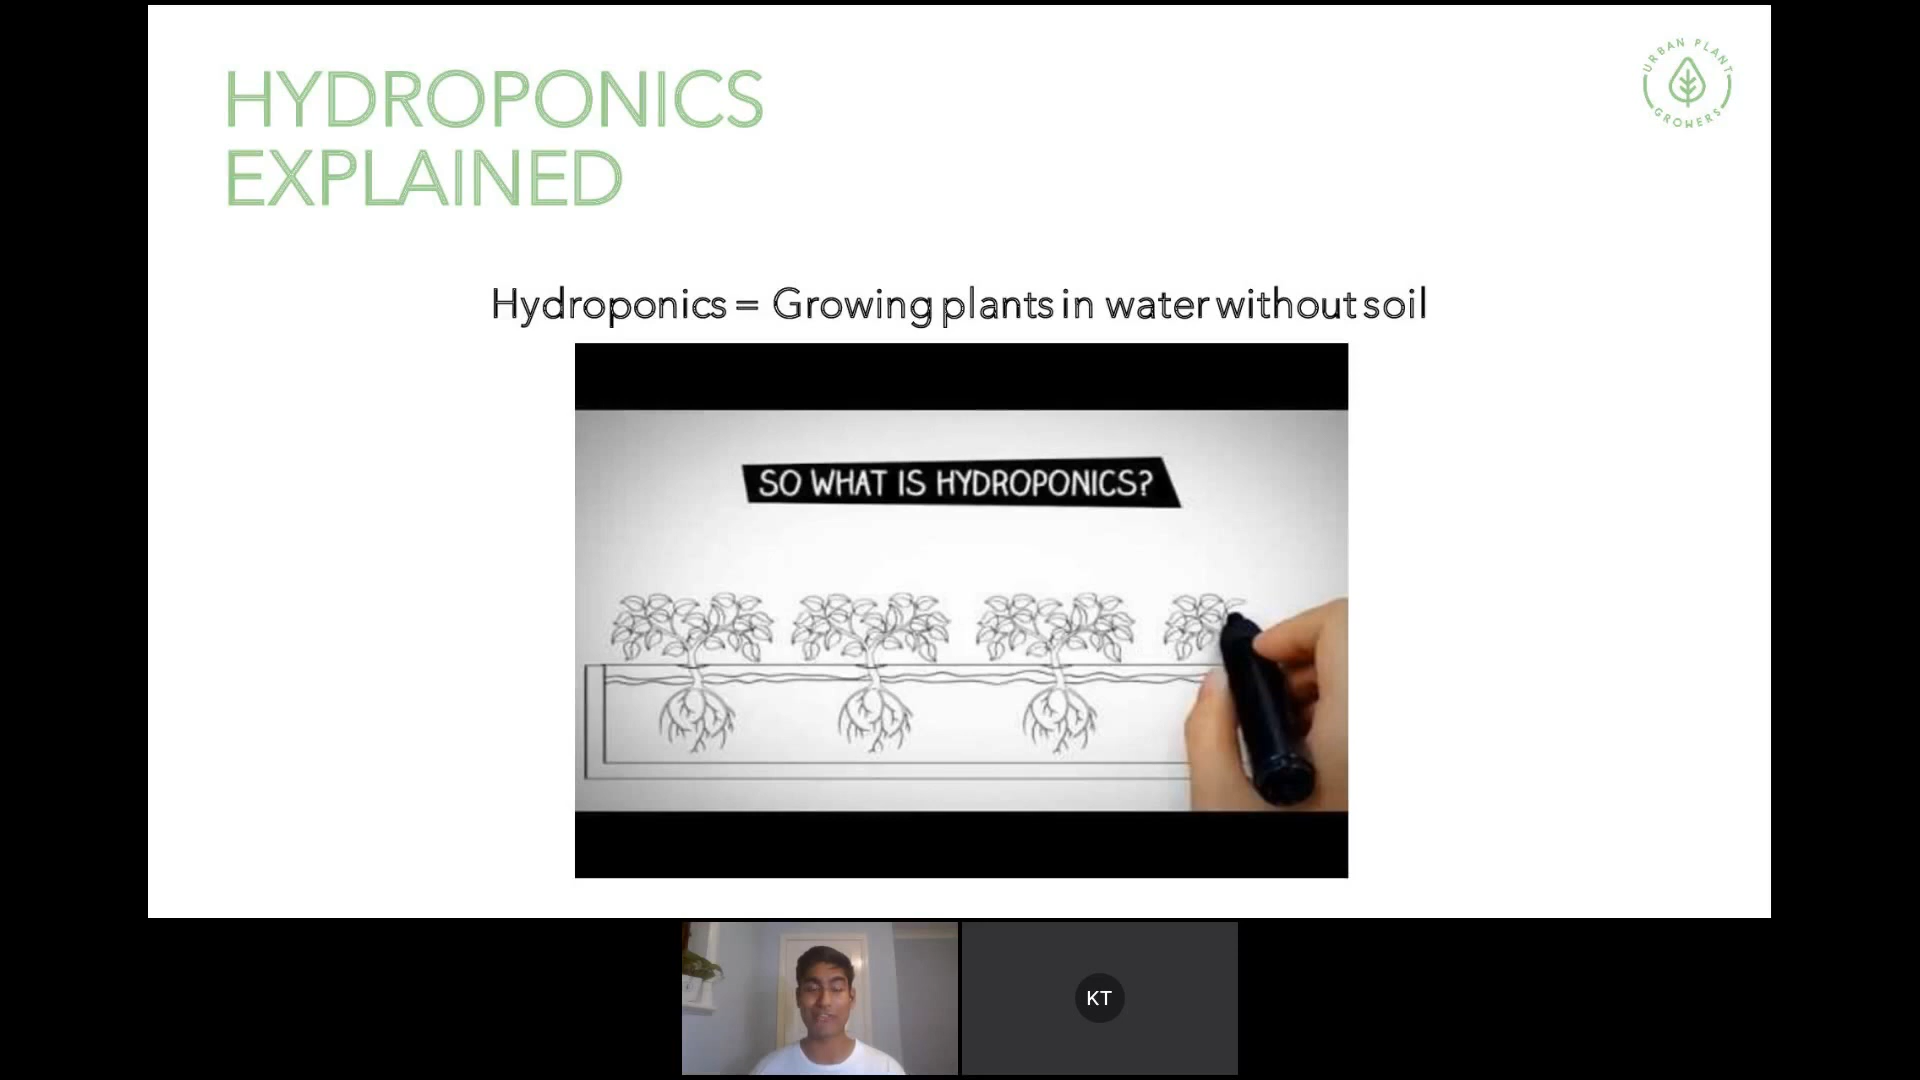 HYDROPONICS
EXPLAINED
URBAN PLANT
GROWERS
Hydroponics = Growing plants in water without soil
SO WHAT IS HYDROPONICS?
KT